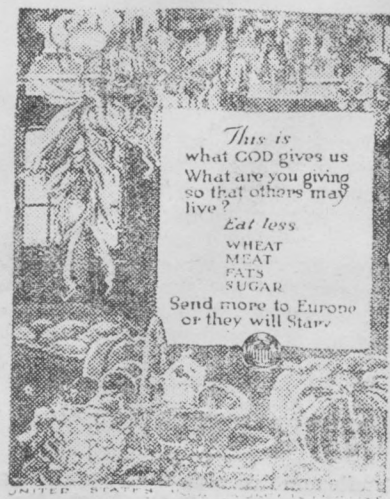 This is
what GOD gives us
What are you giving
so that others may
live?
Eat less
WHEAT
MEAT
FATS
SUGAR
Send more to Europe
or they will Starv
UNITED STATES